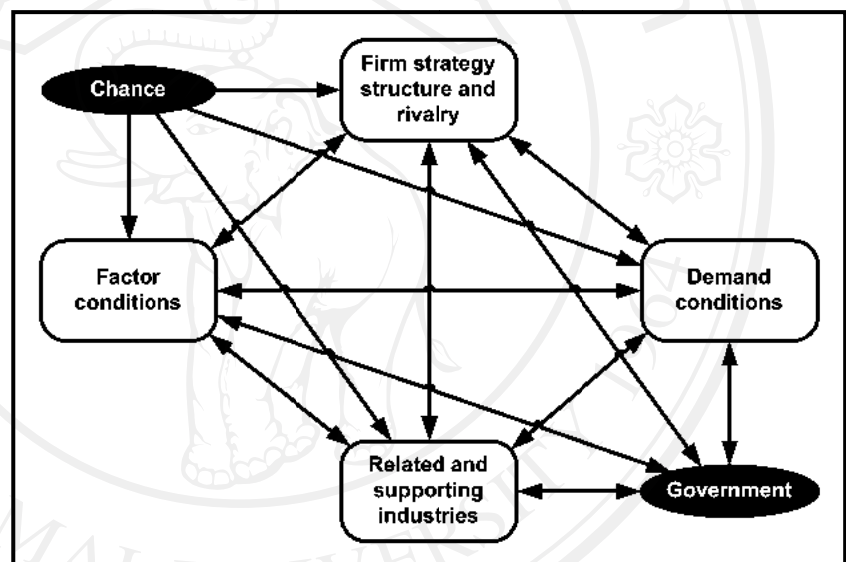 Chance
Firm strategy
structure and
rivalry
Factor
conditions
Demand
conditions
Related and
supporting
industries
Government